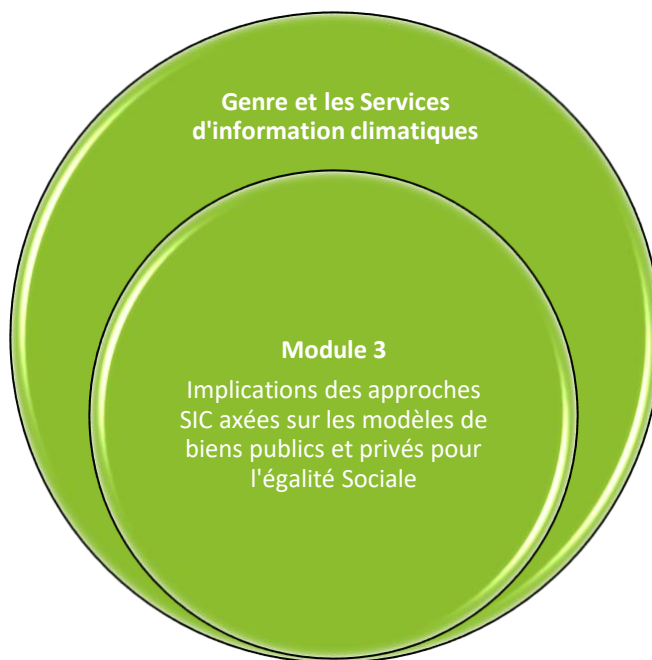 Genre et les Services
d'information climatiques
Module 3
Implications des approches
SIC axées sur les modèles de
biens publics et privés pour
l'égalité Sociale